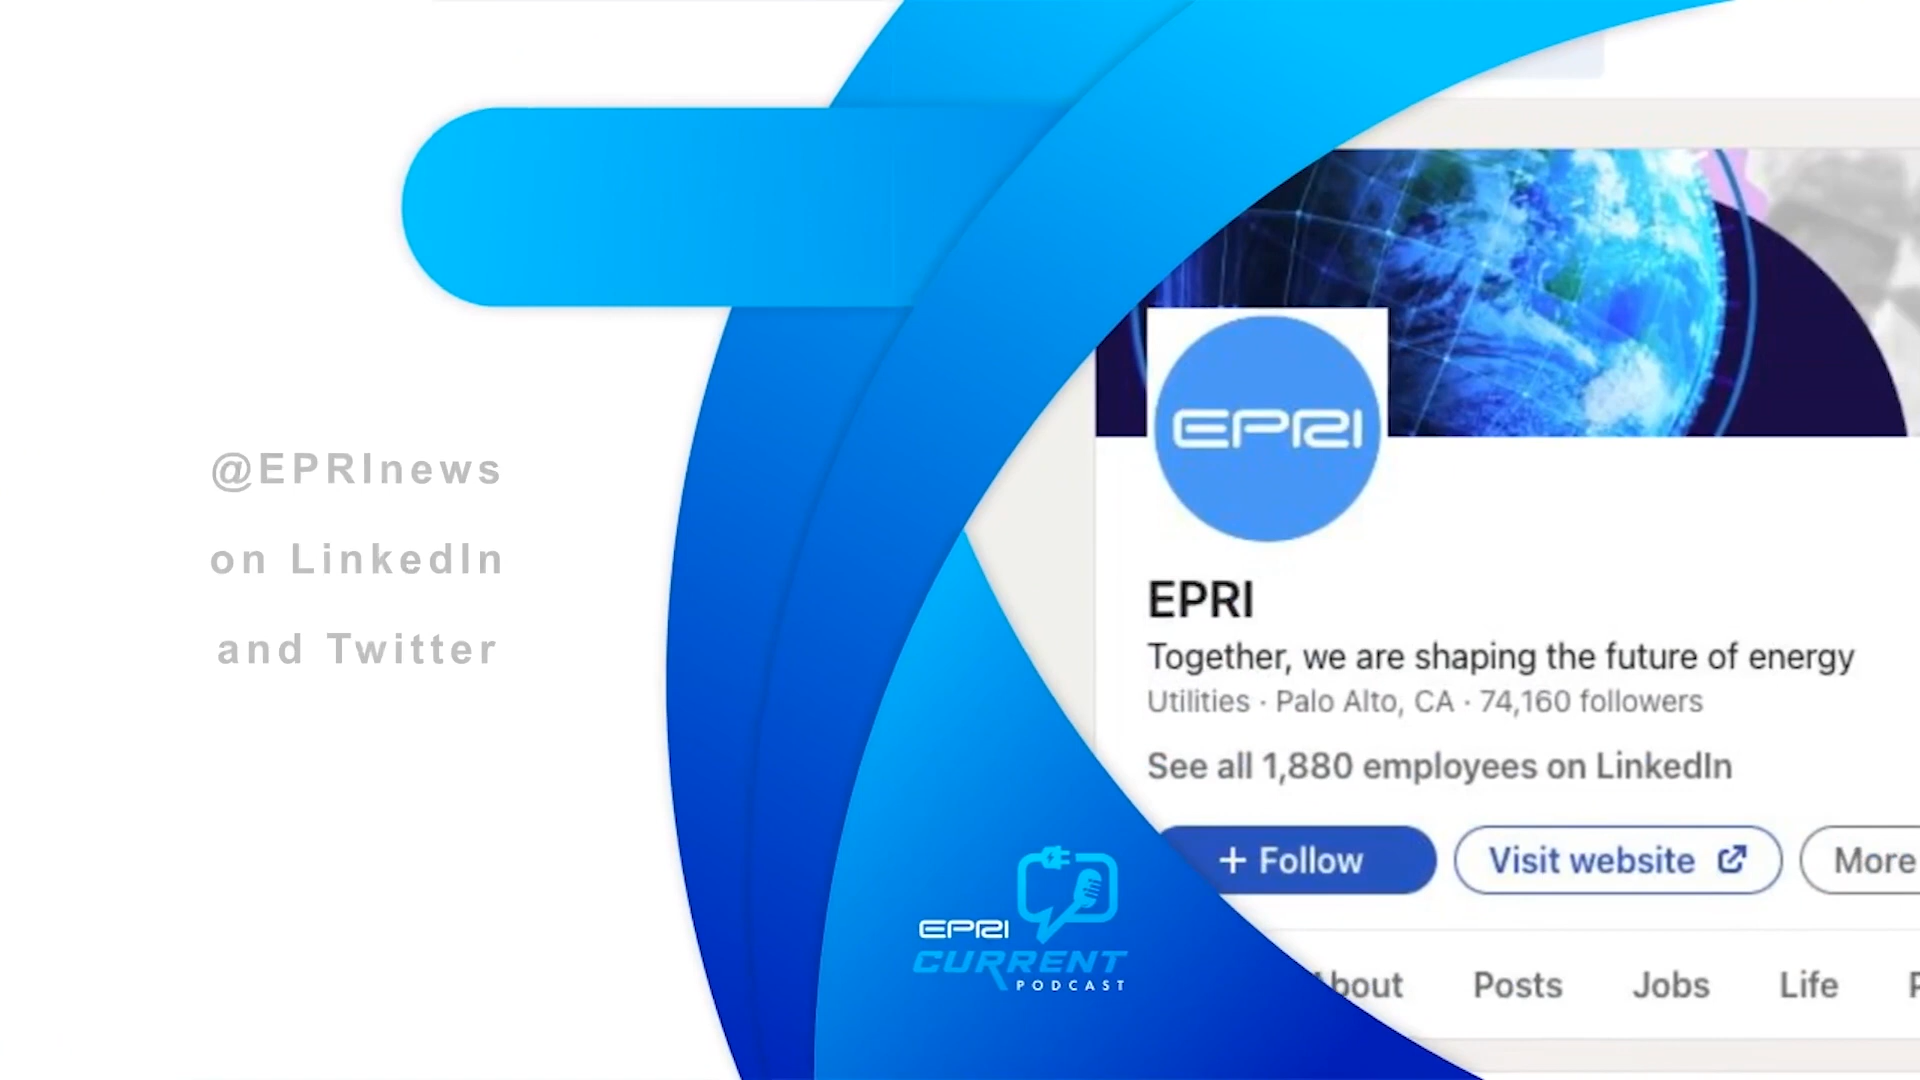 @EPRInews
on LinkedIn
and Twitter
EPRI
EPRI
Together, we are shaping the future of energy
Utilities · Palo Alto, CA · 74,160 followers
See all 1,880 employees on LinkedIn
+ Follow
Visit website
More
Posts
Jobs
Life
EPRI
CURRENT
PODCAST